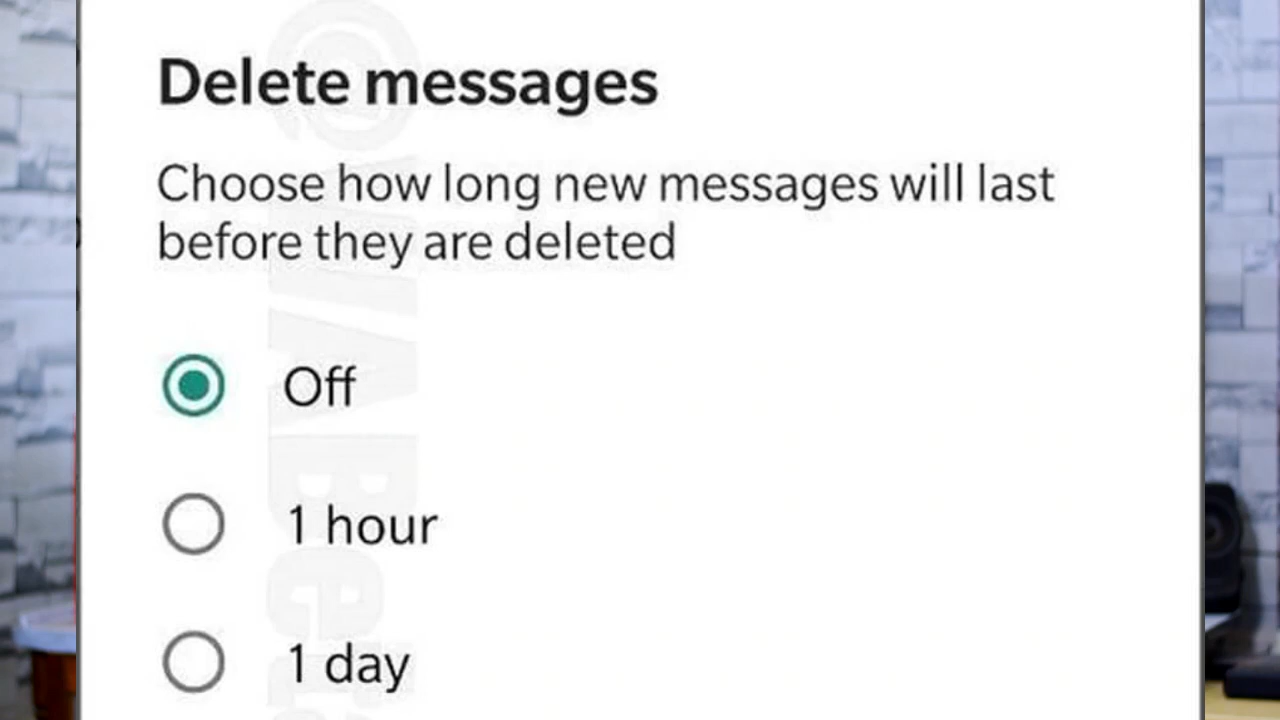 Delete messages
Choose how long new messages will last
before they are deleted
Off
1 hour
1 day